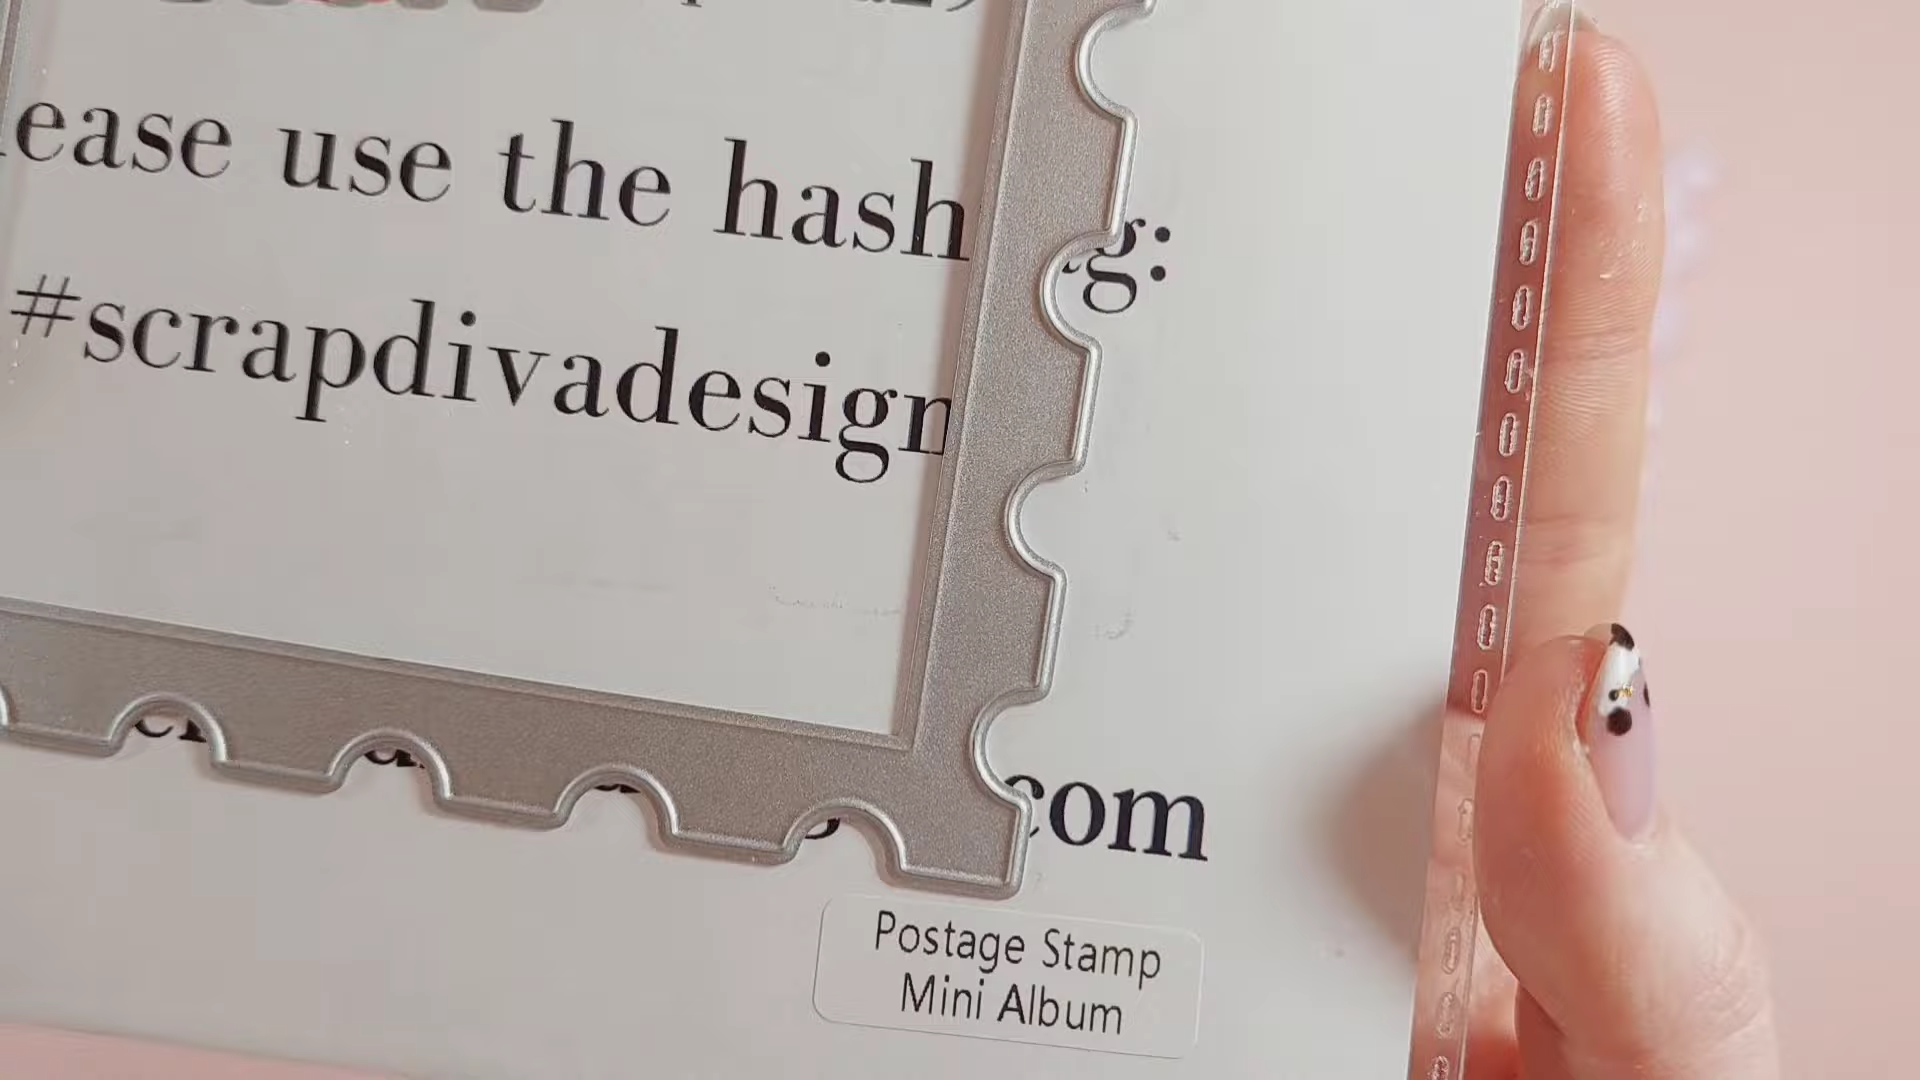 ease use the hash g:
#scrapdivadesign
com
Postage Stamp
Mini Album